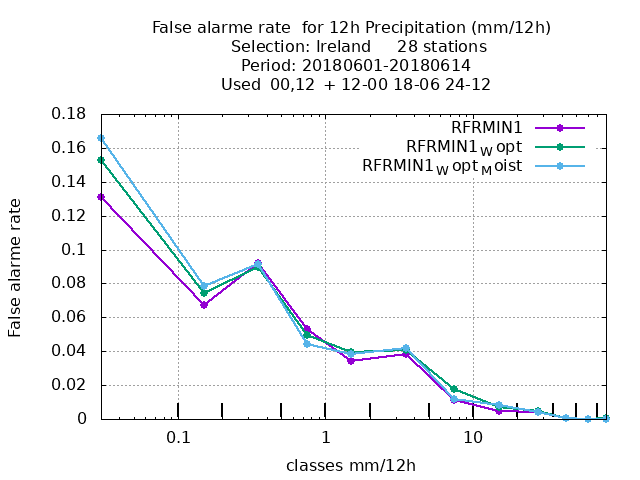 False alarme rate  for 12h Precipitation (mm/12h)
Selection: Ireland     28 stations
Period: 20180601-20180614
Used  00,12  + 12-00 18-06 24-12
RFRMIN1
RFRMIN1Wopt
RFRMIN1WoptMoist
False alarme rate
0.18
0.16
0.14
0.12
0.1
0.08
0.06
0.04
0.02
0
0.1 1 10
classes mm/12h